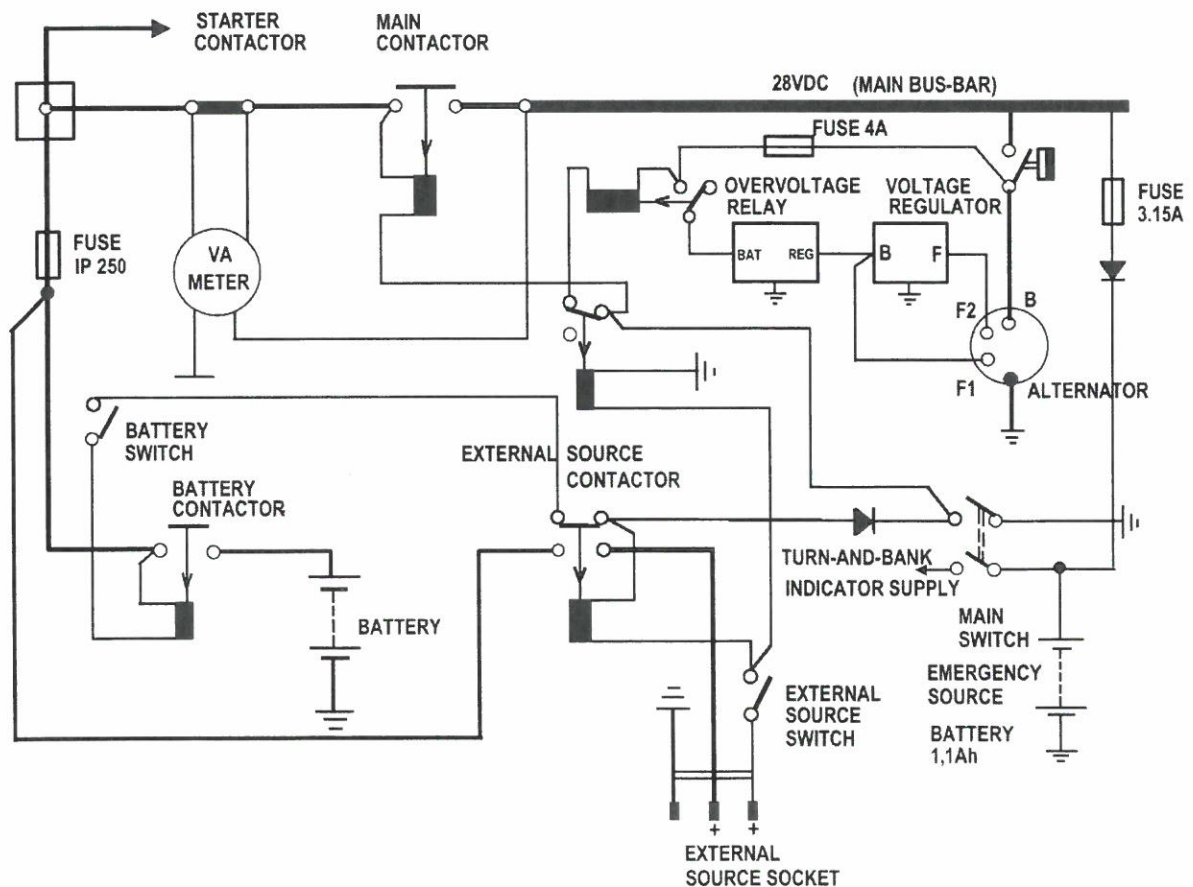 STARTER
CONTACTOR
MAIN
CONTACTOR
28VDC (MAIN BUS-BAR)
FUSE 4A
OVERVOLTAGE
RELAY
VOLTAGE
REGULATOR
FUSE
3.15A
FUSE
IP 250
VA
METER
BAT
REG
B
F
F2
B
F1
ALTERNATOR
BATTERY
SWITCH
EXTERNAL SOURCE
CONTACTOR
BATTERY
CONTACTOR
TURN-AND-BANK
INDICATOR SUPPLY
BATTERY
MAIN
SWITCH
EXTERNAL
SOURCE
SWITCH
EMERGENCY
SOURCE
BATTERY
1,1Ah
+
+
EXTERNAL
SOURCE SOCKET